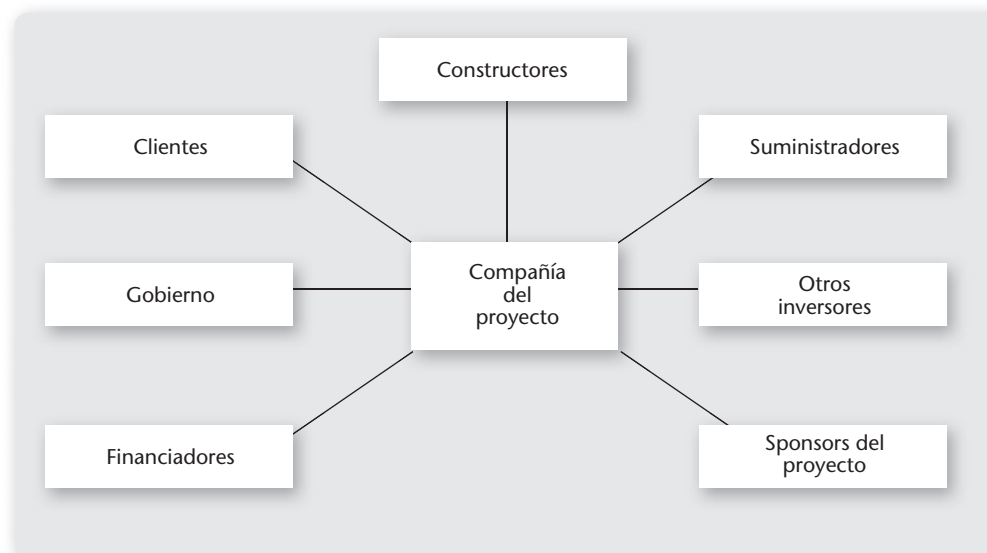 Constructores
Clientes
Suministradores
Compañía
del
proyecto
Gobierno
Otros
inversores
Financiadores
Sponsors del
proyecto